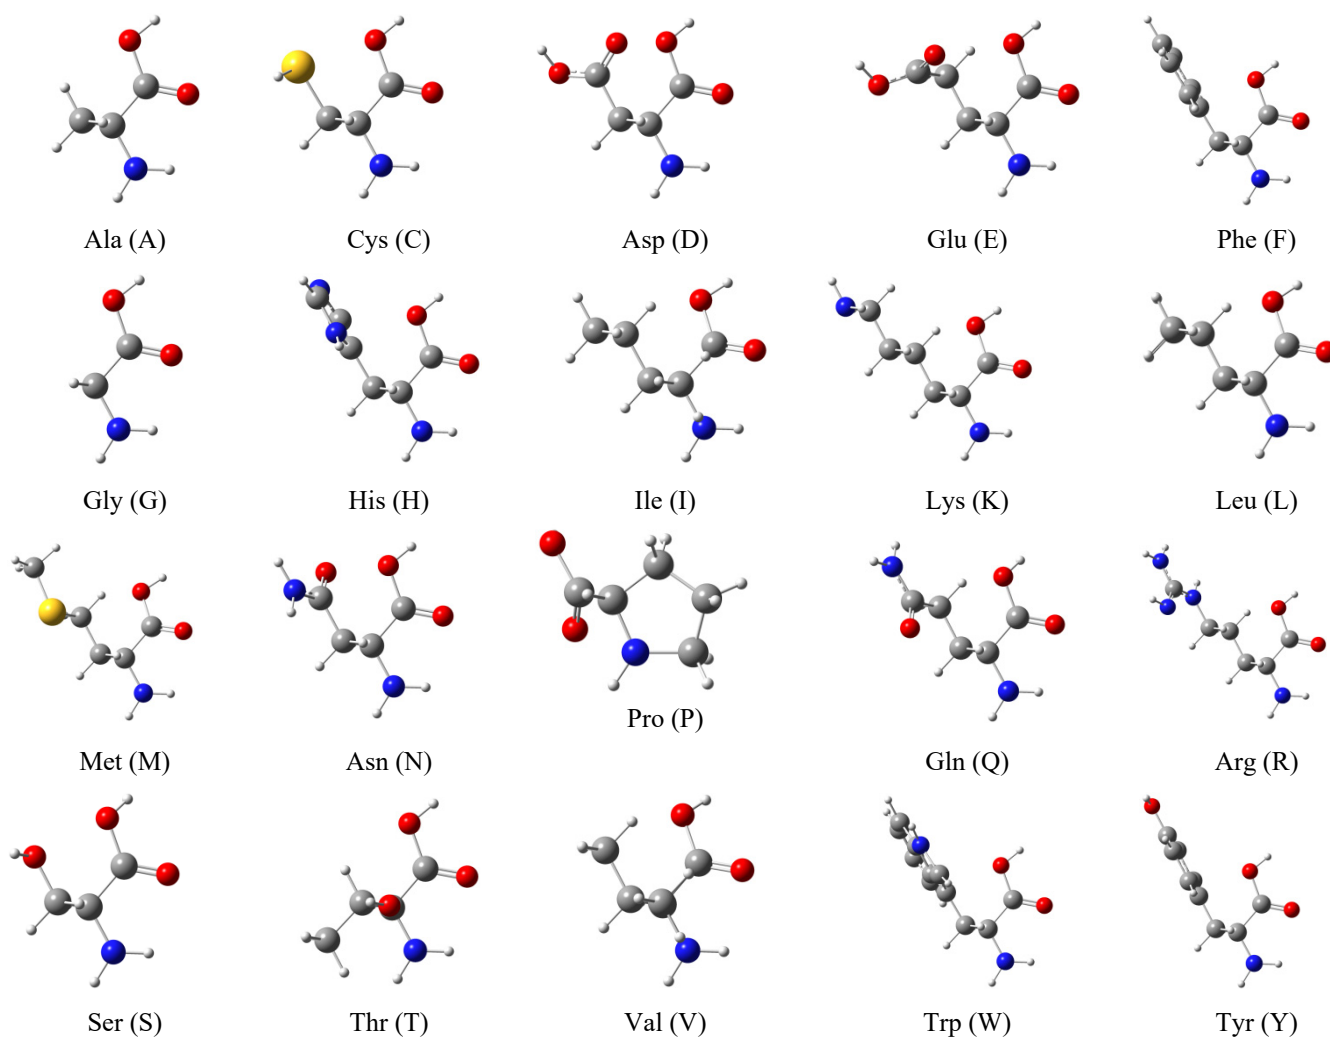 Ala (A)
Cys (C)
Asp (D)
Glu (E)
Phe (F)
Gly (G)
His (H)
Ile (I)
Lys (K)
Leu (L)
Met (M)
Asn (N)
Pro (P)
Gln (Q)
Arg (R)
Ser (S)
Thr (T)
Val (V)
Trp (W)
Tyr (Y)